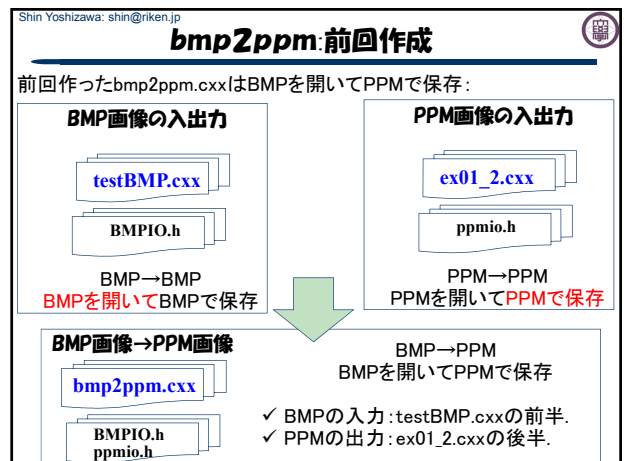 Shin Yoshizawa: shin@riken.jp
bmp2ppm:前回作成
前回作ったbmp2ppm.cxxはBMPを開いてPPMで保存:
BMP画像の入出力
testBMP.cxx
BMPIO.h
BMP→BMP
BMPを開いてBMPで保存
PPM画像の入出力
ex01_2.cxx
ppmio.h
PPM→PPM
PPMを開いてPPMで保存
BMP画像→PPM画像
bmp2ppm.cxx
BMPIO.h
ppmio.h
BMP→PPM
BMPを開いてPPMで保存
✓ BMPの入力:testBMP.cxxの前半.
✓ PPMの出力:ex01_2.cxxの後半.